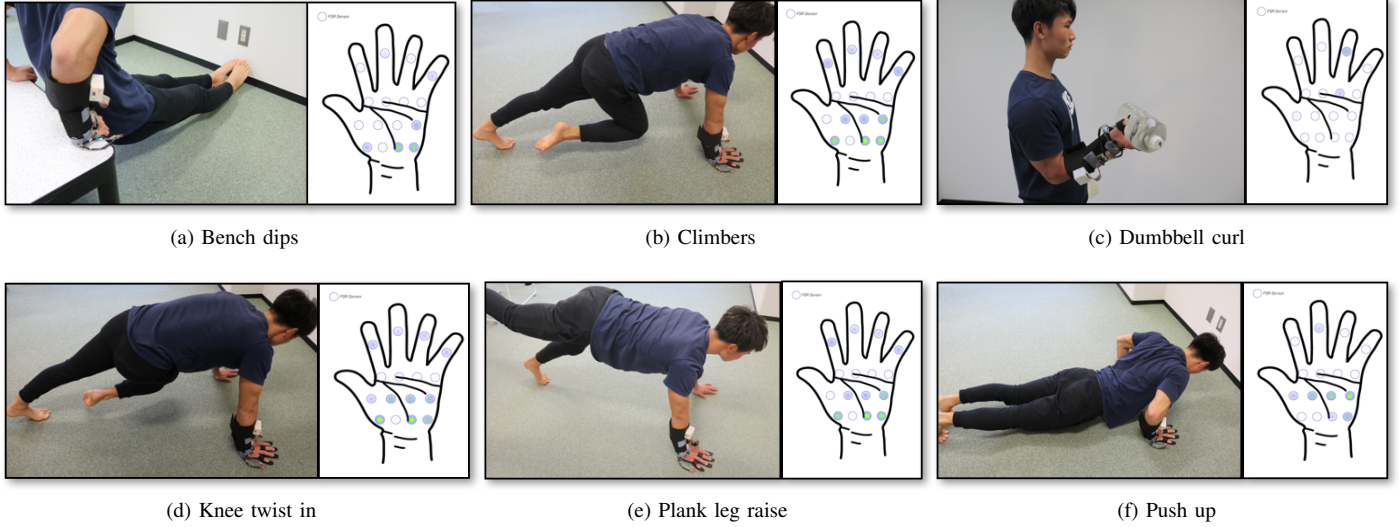 FSR Sensor
FSR Sensor
FSR Sensor
(a) Bench dips
(b) Climbers
(c) Dumbbell curl
FSR Sensor
FSR Sensor
FSR Sensor
(d) Knee twist in
(e) Plank leg raise
(f) Push up